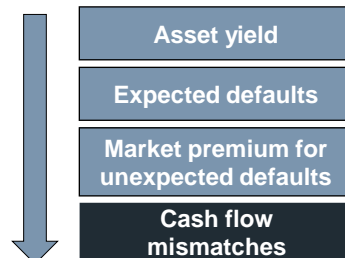 Asset yield
Expected defaults
Market premium for
unexpected defaults
Cash flow
mismatches